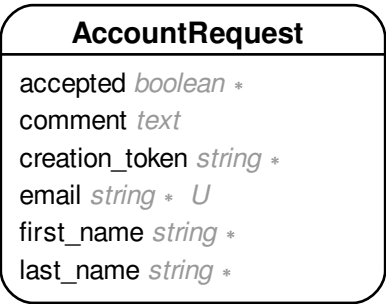 AccountRequest
accepted boolean *
comment text
creation_token string *
email string * U
first_name string *
last_name string *